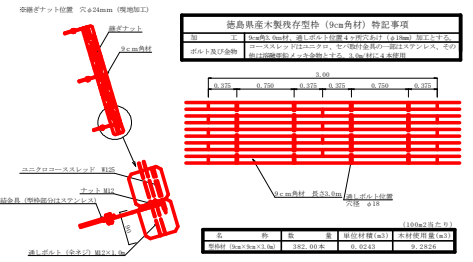 ※継ぎナット位置 穴φ24mm (現地加工)
継ぎナット
9cm角材
ユニクロコーススレッド W125
ナット M12
結金具(型枠部分はステンレス)
90
通しボルト(全ネジ)M12×1.0m
徳島県産木製残存型枠(9cm角材)特記事項
加 工 9cm角3.0m材、通しボルト位置4ヶ所穴あけ(φ18mm)加工とする。
ボルト及び金物 コーススレッドはユニクロ、セパ取付金具の一部はステンレス、その
他は溶融亜鉛メッキ金物とする。3.0m/材に4本使用
3.00
0.375 0.750 0.375 0.375 0.750 0.375
9cm角材 長さ3.0m
通しボルト位置
穴径 φ18
(100m2当たり)
名 称 数 量 単位材積(m3) 木材使用量(m3)
型枠材(9cm×9cm×3.0m) 382.00本 0.0243 9.2826